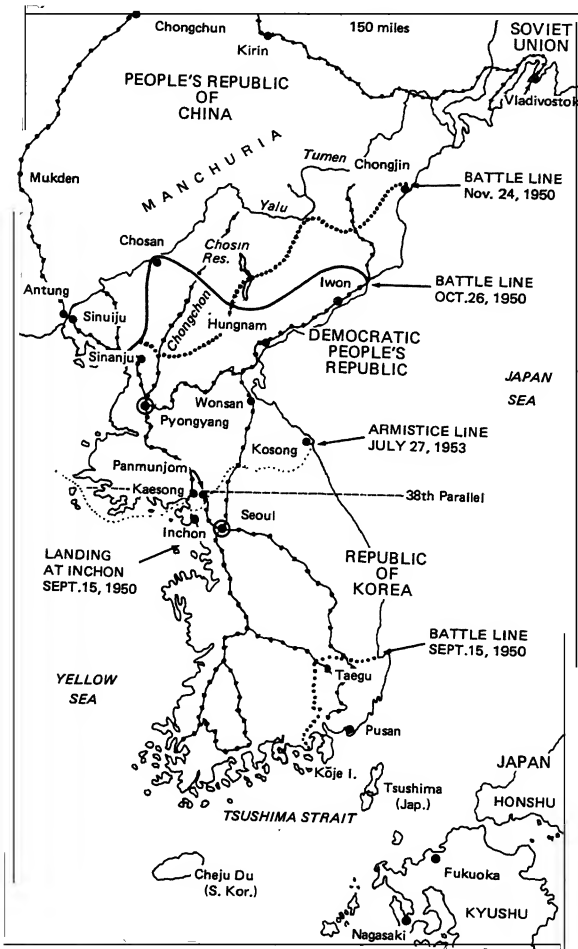 Chongchun
150 miles
SOVIET
UNION
Kirin
PEOPLE'S REPUBLIC
OF
CHINA
Vladivostok
MANCHURIA
Tumen
Chongjin
Mukden
BATTLE LINE
Nov. 24, 1950
Yalu
Chosan
Chosin
Res.
Antung
Iwon
BATTLE LINE
OCT.26, 1950
Sinuiju
Chongchon
Hungnam
Sinanju
DEMOCRATIC
PEOPLE'S
REPUBLIC
JAPAN
SEA
Wonsan
Pyongyang
ARMISTICE LINE
JULY 27, 1953
Kosong
Panmunjom
Kaesong
38th Parallel
Seoul
Inchon
LANDING
AT INCHON
SEPT.15, 1950
REPUBLIC
OF
KOREA
BATTLE LINE
SEPT.15, 1950
Taegu
YELLOW
SEA
Pusan
Kōje I.
JAPAN
Tsushima
(Jap.)
HONSHU
TSUSHIMA STRAIT
Cheju Du
(S. Kor.)
Fukuoka
KYUSHU
Nagasaki